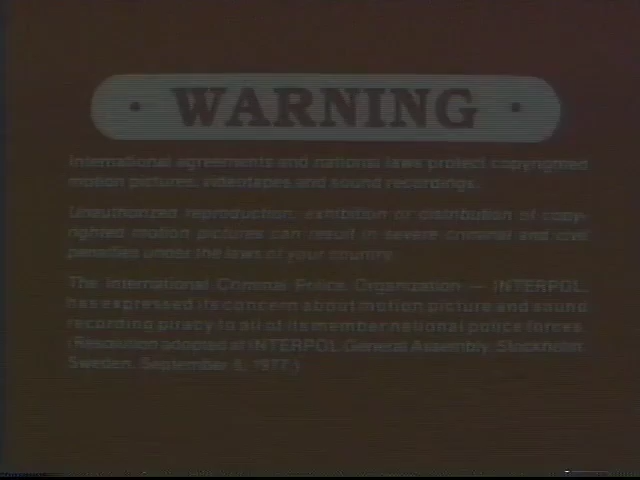 • WARNING •
International agreements and national laws protect copyrighted
motion pictures, videotapes and sound recordings.
Unauthorized reproduction, exhibition or distribution of copy-
righted motion pictures can result in severe criminal and civil
penalties under the laws of your country.
The International Criminal Police Organization — INTERPOL,
has expressed its concern about motion picture and sound
recording piracy to all of its member national police forces.
(Resolution adopted at INTERPOL General Assembly, Stockholm,
Sweden, September 8, 1977.)